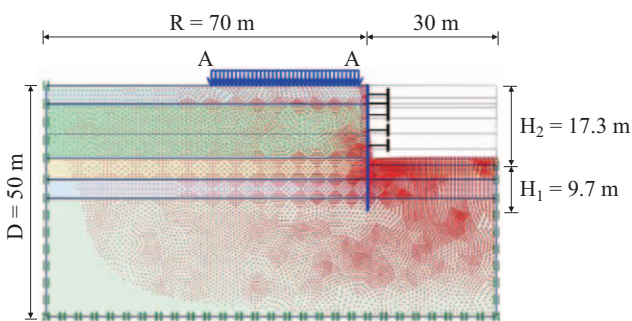 R = 70 m
30 m
A
A
D = 50 m
H₂ = 17.3 m
H₁ = 9.7 m